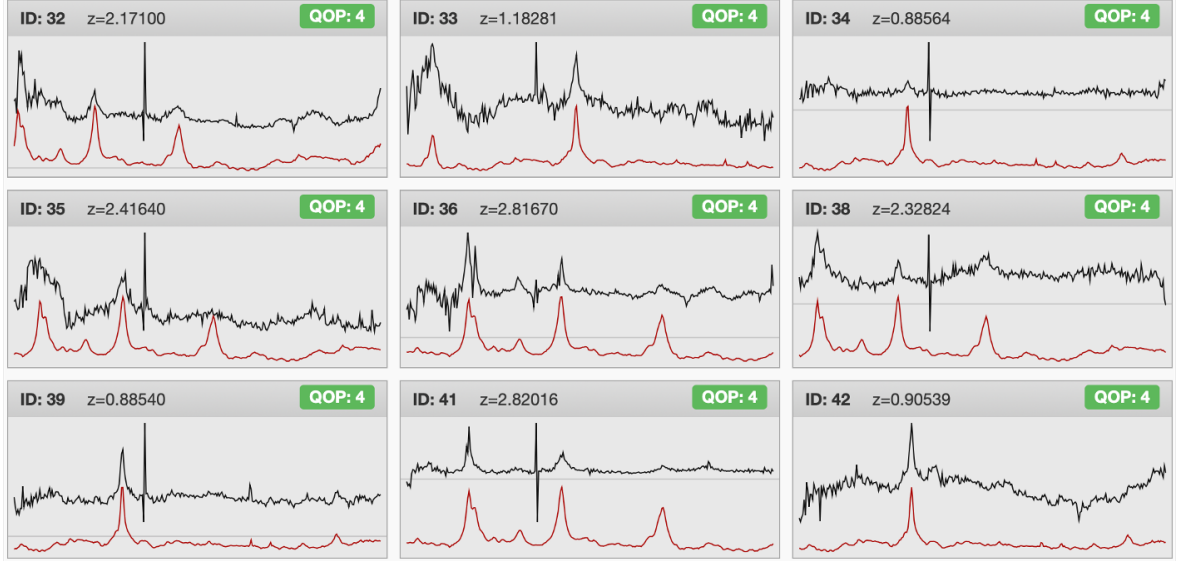 ID: 32 z=2.17100 QOP: 4
ID: 33 z=1.18281 QOP: 4
ID: 34 z=0.88564 QOP: 4
ID: 35 z=2.41640 QOP: 4
ID: 36 z=2.81670 QOP: 4
ID: 38 z=2.32824 QOP: 4
ID: 39 z=0.88540 QOP: 4
ID: 41 z=2.82016 QOP: 4
ID: 42 z=0.90539 QOP: 4